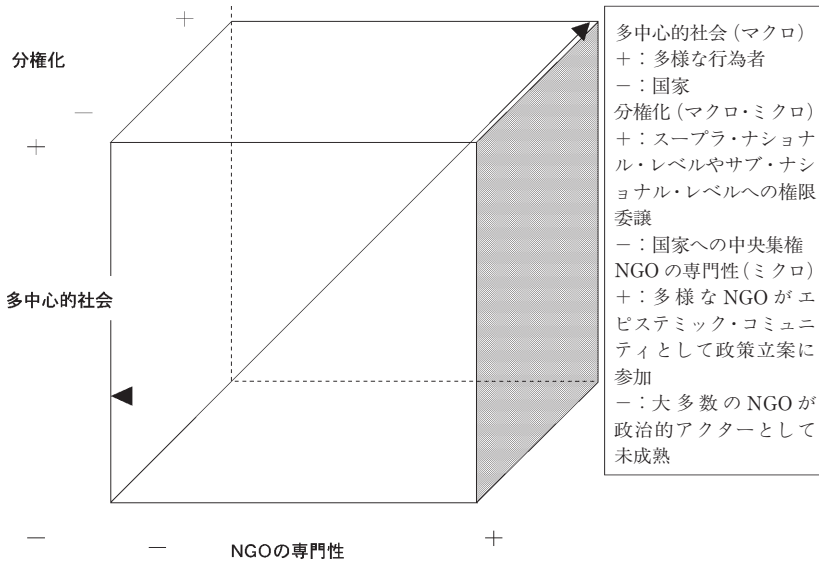 ＋
分権化
－
＋
多中心的社会
－
－
NGOの専門性
＋
多中心的社会（マクロ）
＋：多様な行為者
－：国家
分権化（マクロ・ミクロ）
＋：スープラ・ナショナ
ル・レベルやサブ・ナシ
ョナル・レベルへの権限
委譲
－：国家への中央集権
NGO の専門性（ミクロ）
＋：多様な NGO がエ
ピステミック・コミュニ
ティとして政策立案に
参加
－：大多数の NGO が
政治的アクターとして
未成熟